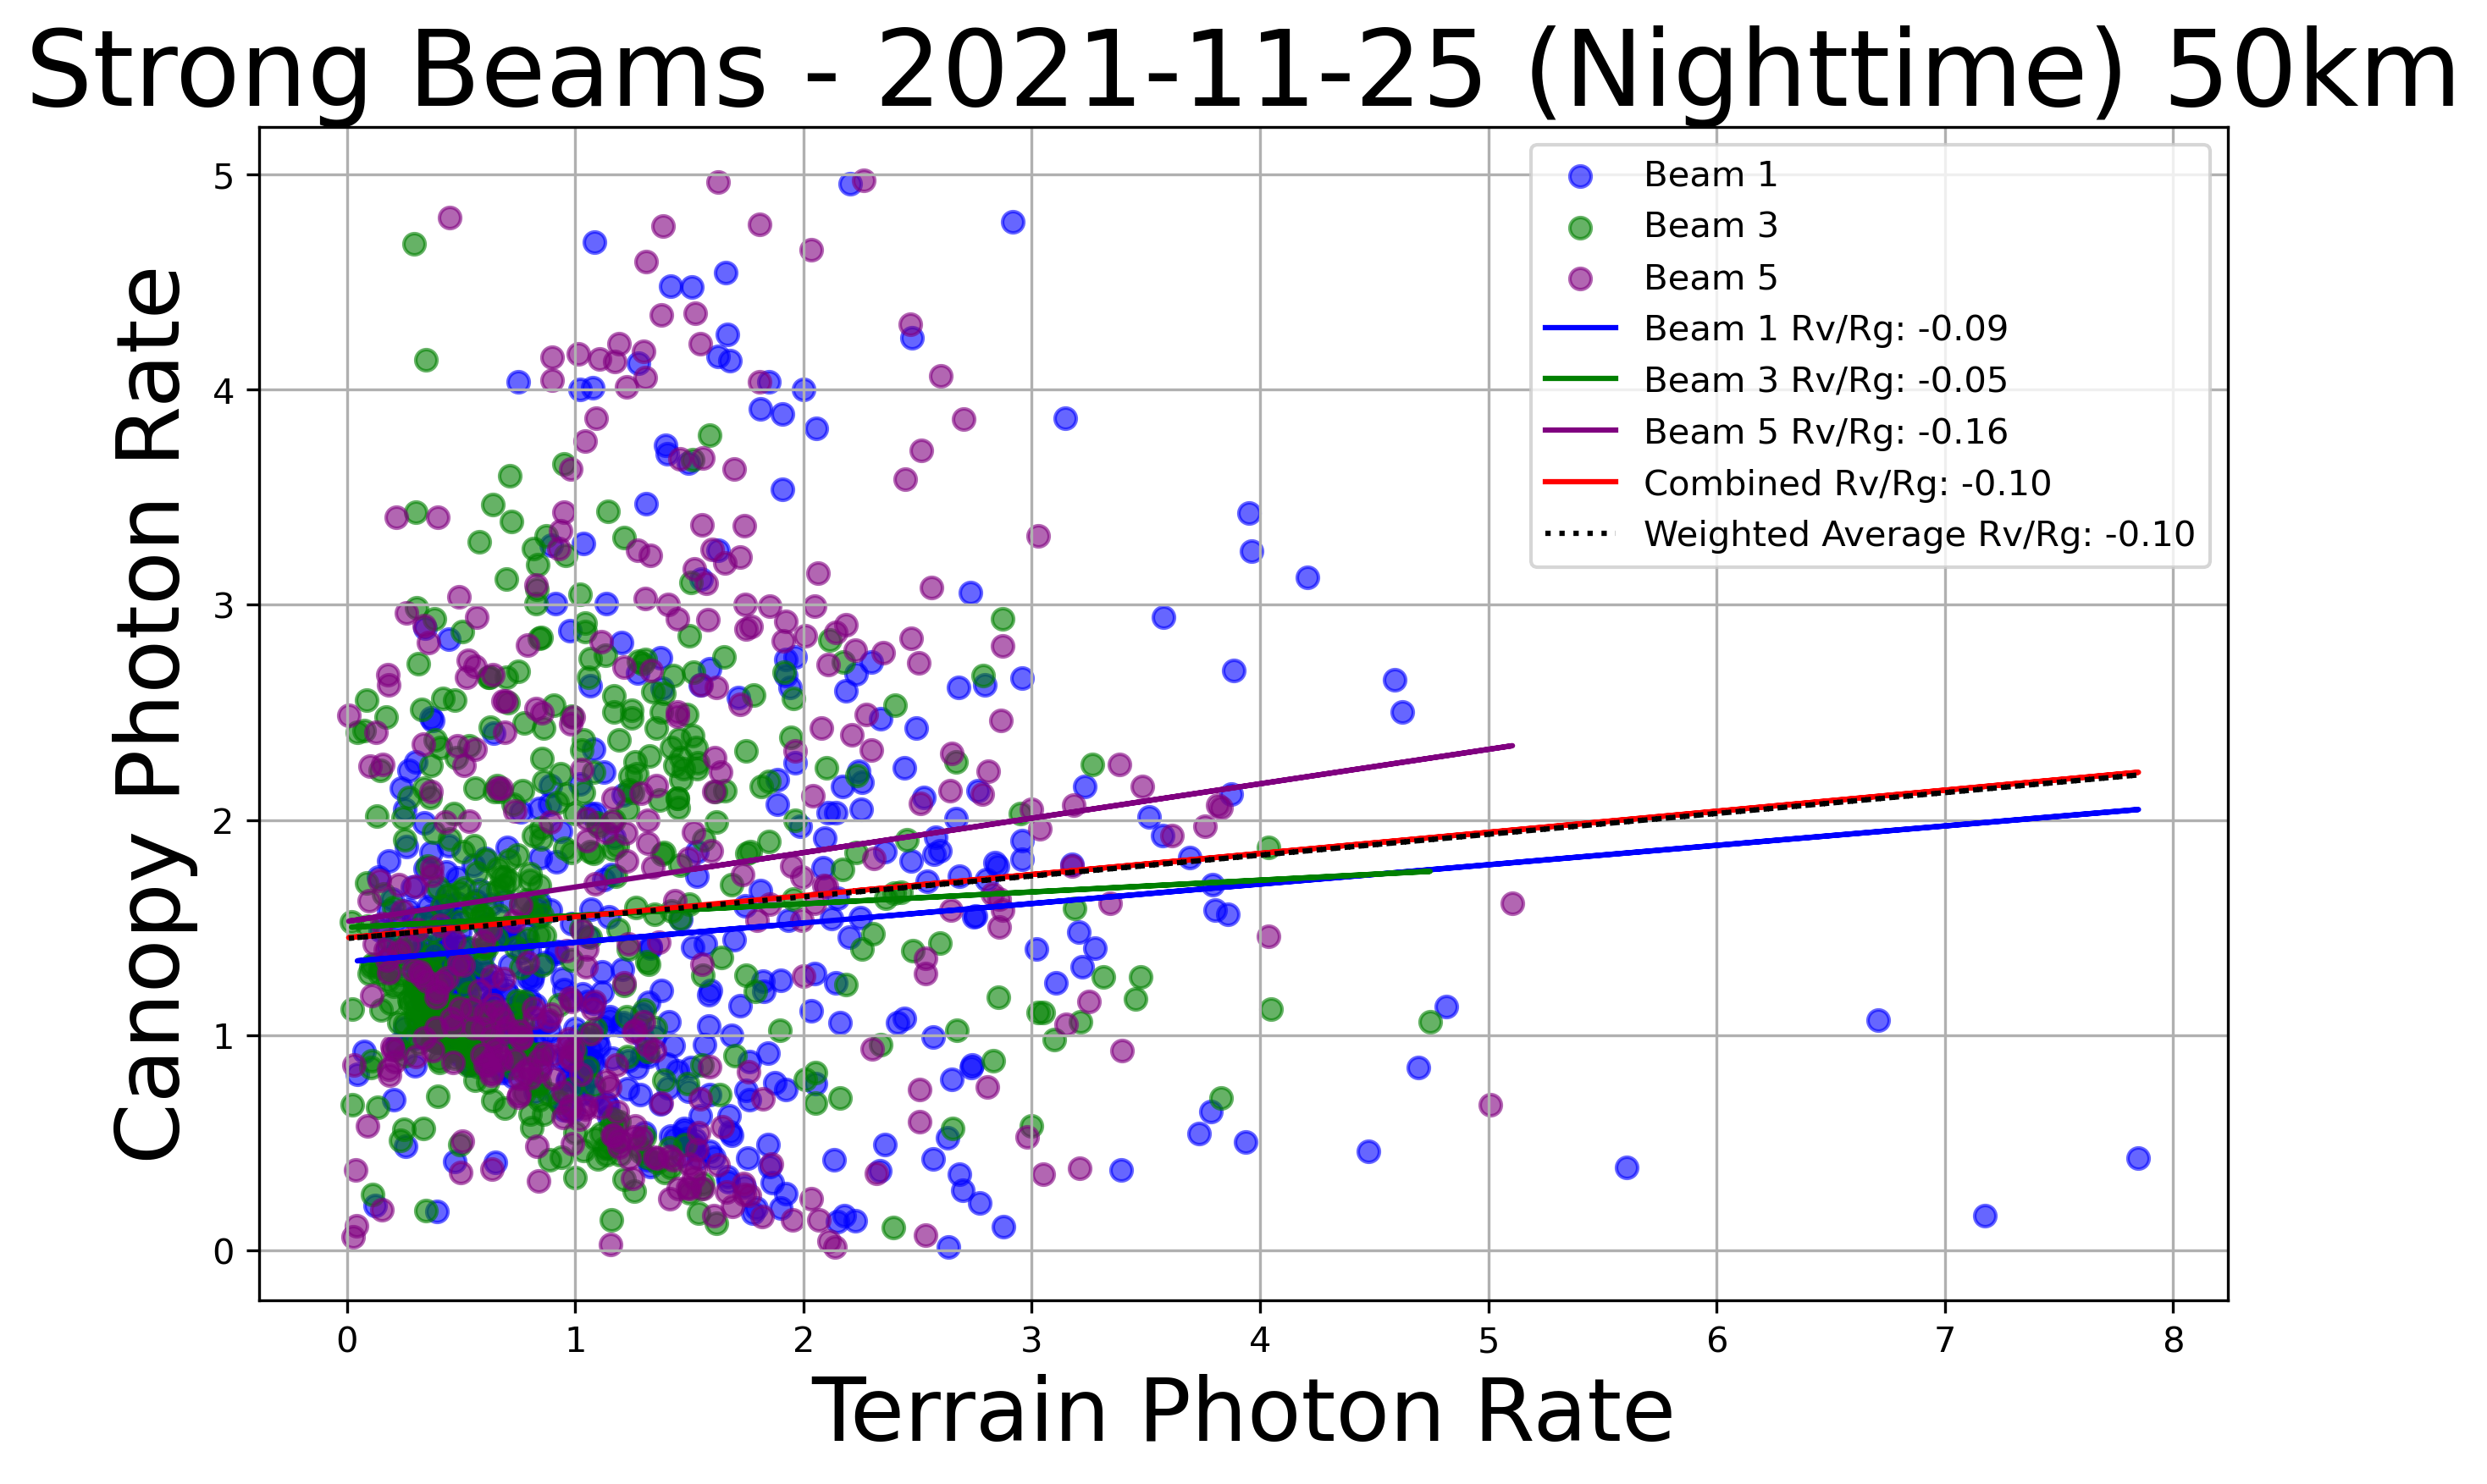 Strong Beams - 2021-11-25 (Nighttime) 50km
Canopy Photon Rate
5
4
3
2
1
0
Beam 1
Beam 3
Beam 5
Beam 1 Rv/Rg: -0.09
Beam 3 Rv/Rg: -0.05
Beam 5 Rv/Rg: -0.16
Combined Rv/Rg: -0.10
Weighted Average Rv/Rg: -0.10
0 1 2 3 4 5 6 7 8
Terrain Photon Rate